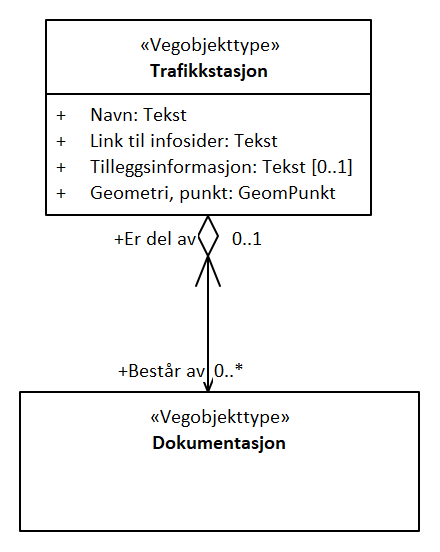 «Vegobjekttype»
Trafikkstasjon
+ Navn: Tekst
+ Link til infosider: Tekst
+ Tilleggsinformasjon: Tekst [0..1]
+ Geometri, punkt: GeomPunkt
+Er del av 0..1
+Består av 0..*
«Vegobjekttype»
Dokumentasjon